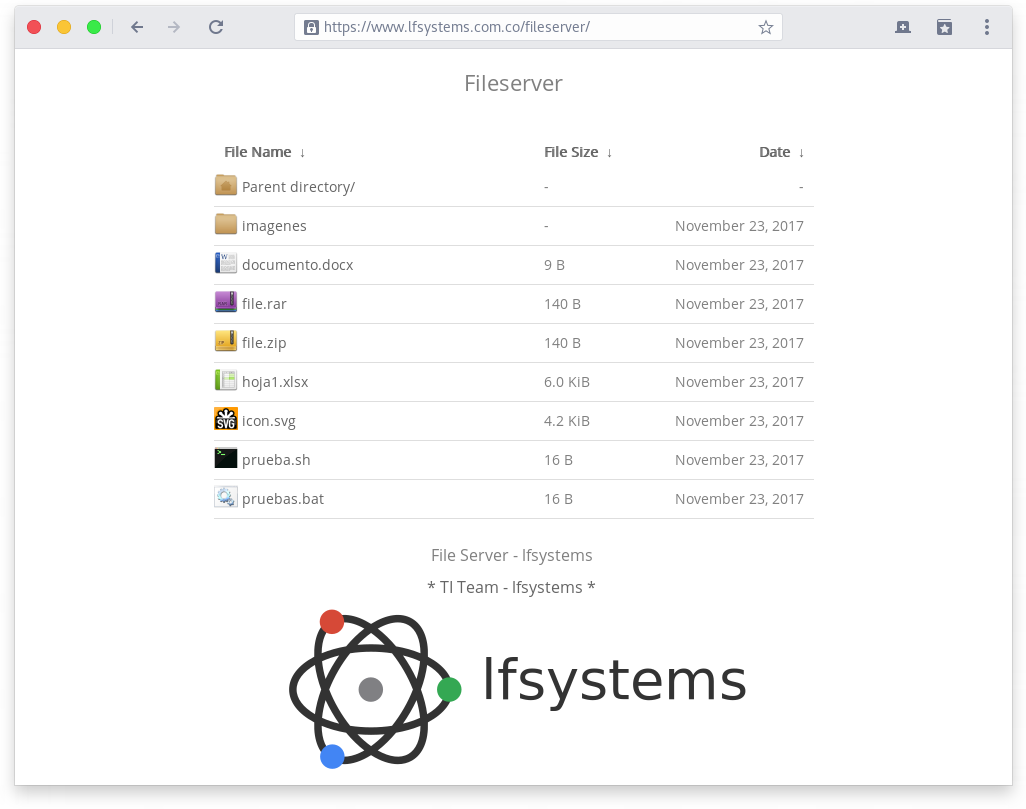 https://www.lfsystems.com.co/fileserver/
Fileserver
File Name ↓ File Size ↓ Date ↓
Parent directory/ - -
imagenes - November 23, 2017
documento.docx 9 B November 23, 2017
file.rar 140 B November 23, 2017
file.zip 140 B November 23, 2017
hoja1.xlsx 6.0 KiB November 23, 2017
SVG icon.svg 4.2 KiB November 23, 2017
prueba.sh 16 B November 23, 2017
pruebas.bat 16 B November 23, 2017
File Server - lfsystems
* TI Team - lfsystems *
lfsystems